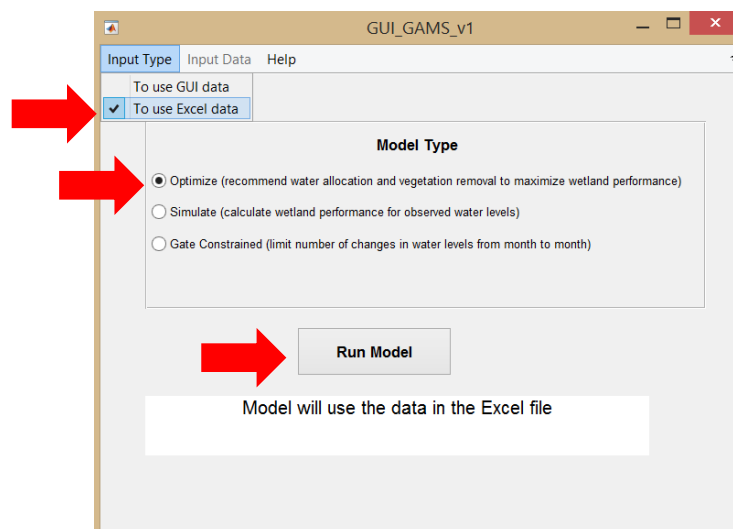 GUI_GAMS_v1
Input Type Input Data Help
To use GUI data
To use Excel data
Model Type
Optimize (recommend water allocation and vegetation removal to maximize wetland performance)
Simulate (calculate wetland performance for observed water levels)
Gate Constrained (limit number of changes in water levels from month to month)
Run Model
Model will use the data in the Excel file